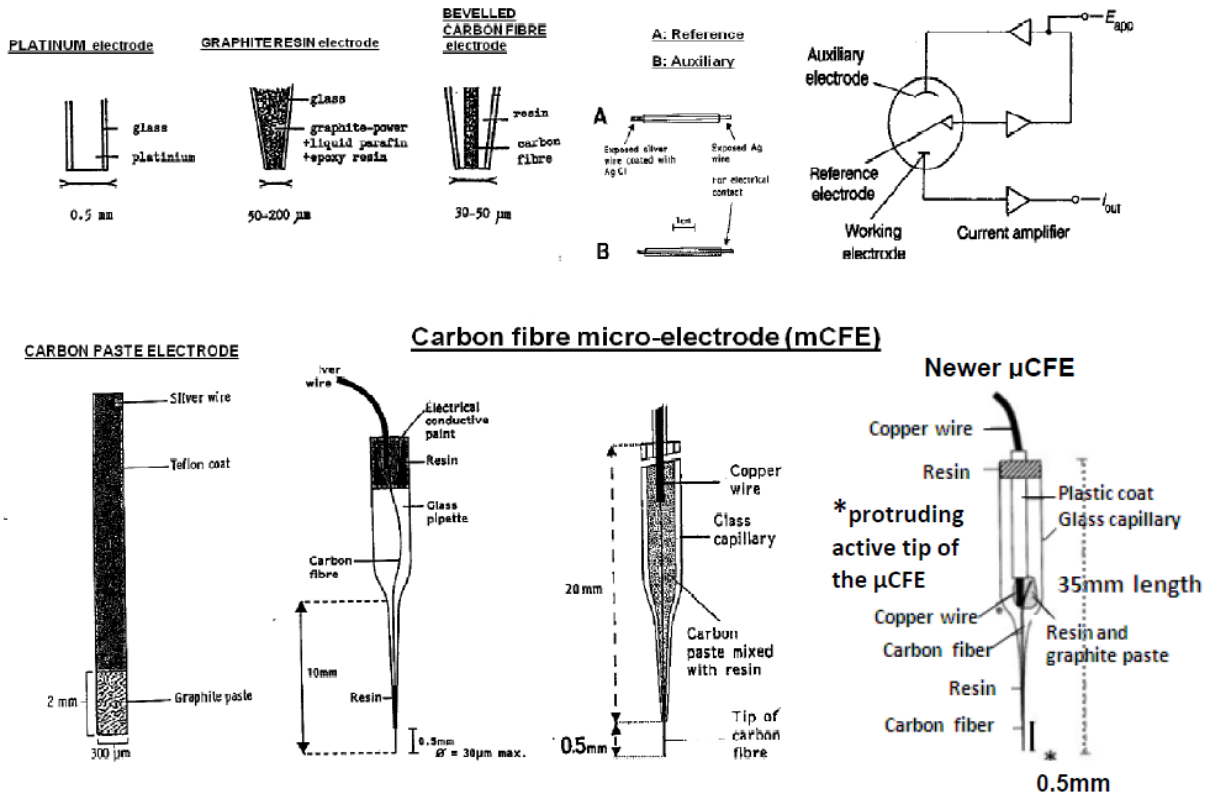 PLATINUM electrode
glass
platinium
0.5 mm
GRAPHITE RESIN electrode
glass
graphite-power
+liquid parafin
+epoxy resin
50-200 µm
BEVELLED
CARBON FIBRE
electrode
resin
carbon
fibre
30-50 µm
A: Reference
B: Auxiliary
A
Exposed silver
wire coated with
Ag Cl
Exposed Ag
wire
For electrical
contact
1cm
B
E app
Auxiliary
electrode
Reference
electrode
Working
electrode
Current amplifier
I out
Carbon fibre micro-electrode (mCFE)
CARBON PASTE ELECTRODE
Silver wire
Teflon coat
2 mm
Graphite paste
300 µm
lver
wire
Electrical
conductive
paint
Resin
Glass
pipette
Carbon
fibre
10mm
Resin
0.5mm
Ø = 30µm max.
Copper
wire
Glass
capillary
20mm
Carbon
paste mixed
with resin
0.5mm
Tip of
carbon
fibre
Newer µCFE
Copper wire
Resin
Plastic coat
Glass capillary
*protruding
active tip of
the µCFE
35mm length
*
Copper wire
Carbon fiber
Resin and
graphite paste
Resin
Carbon fiber
*
0.5mm